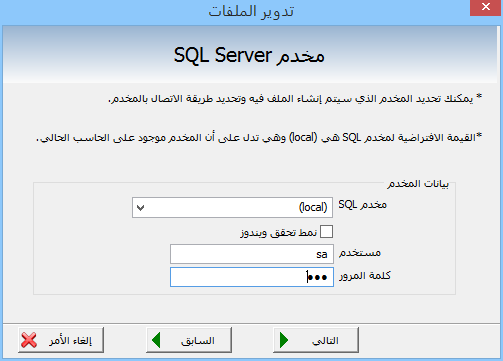 تدوير الملفات
مخدم SQL Server
* يمكنك تحديد المخدم الذي سيتم إنشاء الملف فيه وتحديد طريقة الاتصال بالمخدم.
*القيمة الافتراضية لمخدم SQL هي (local) وهي تدل على أن المخدم موجود على الحاسب الحالي.
بيانات المخدم
مخدم SQL (local)
نمط تحقق ويندوز
مستخدم sa
كلمة المرور •••
التالي السابق إلغاء الأمر